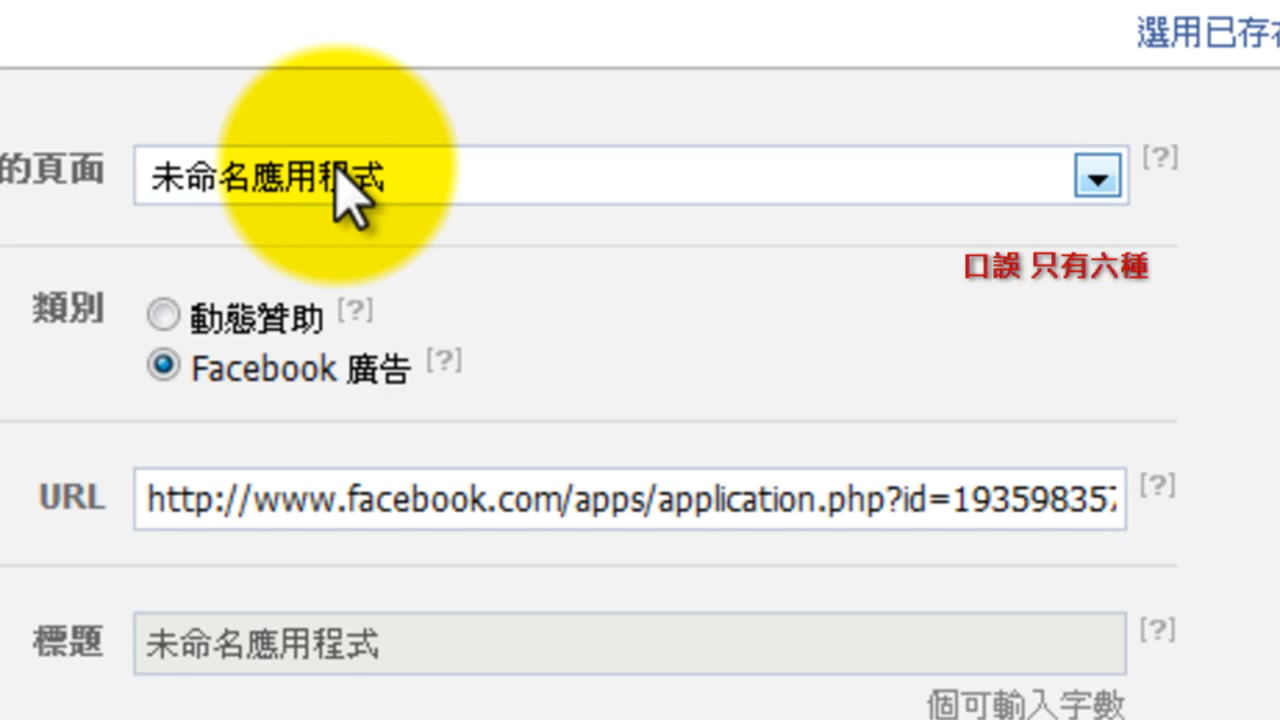 選用已存
的頁面
未命名應用程式
[?]
口誤 只有六種
類別
動態贊助 [?]
Facebook 廣告 [?]
URL
http://www.facebook.com/apps/application.php?id=193598357
[?]
標題
未命名應用程式
[?]
個可輸入字數